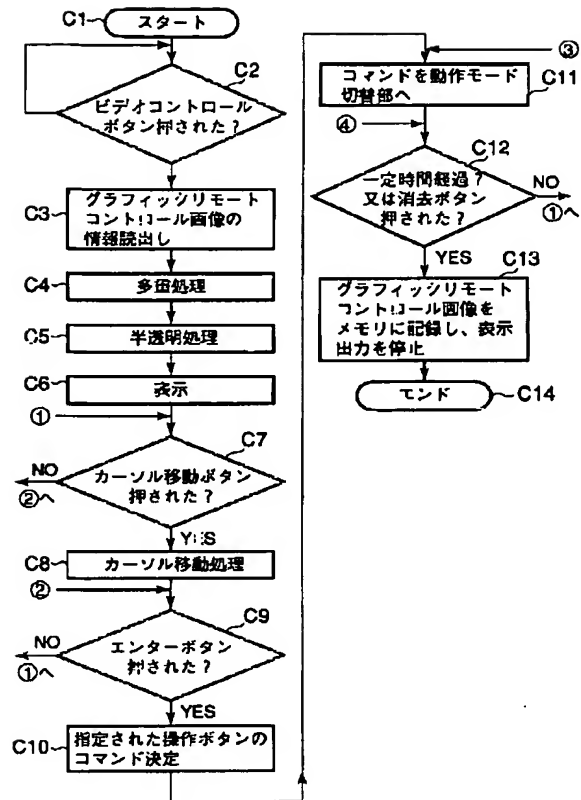 C1
スタート
C2
ビデオコントロール
ボタン押された?
C3
グラフィッシリモート
コントロール画像の
情報読出し
C4
多重処理
C5
半透明処理
C6
表示
①
C7
カーソル移動ボタン
押された?
NO
②へ
YES
C8
カーソル移動処理
②
C9
エンターボタン
押された?
NO
①へ
YES
C10
指定された操作ボタンの
コマンド決定
③
コマンドを動作モード
切替部へ
C11
④
C12
一定時間経過?
又は消去ボタン
押された?
NO
①へ
YES
C13
グラフィッシリモート
コントロール画像を
メモリに記録し、表示
出力を停止
エンド
C14